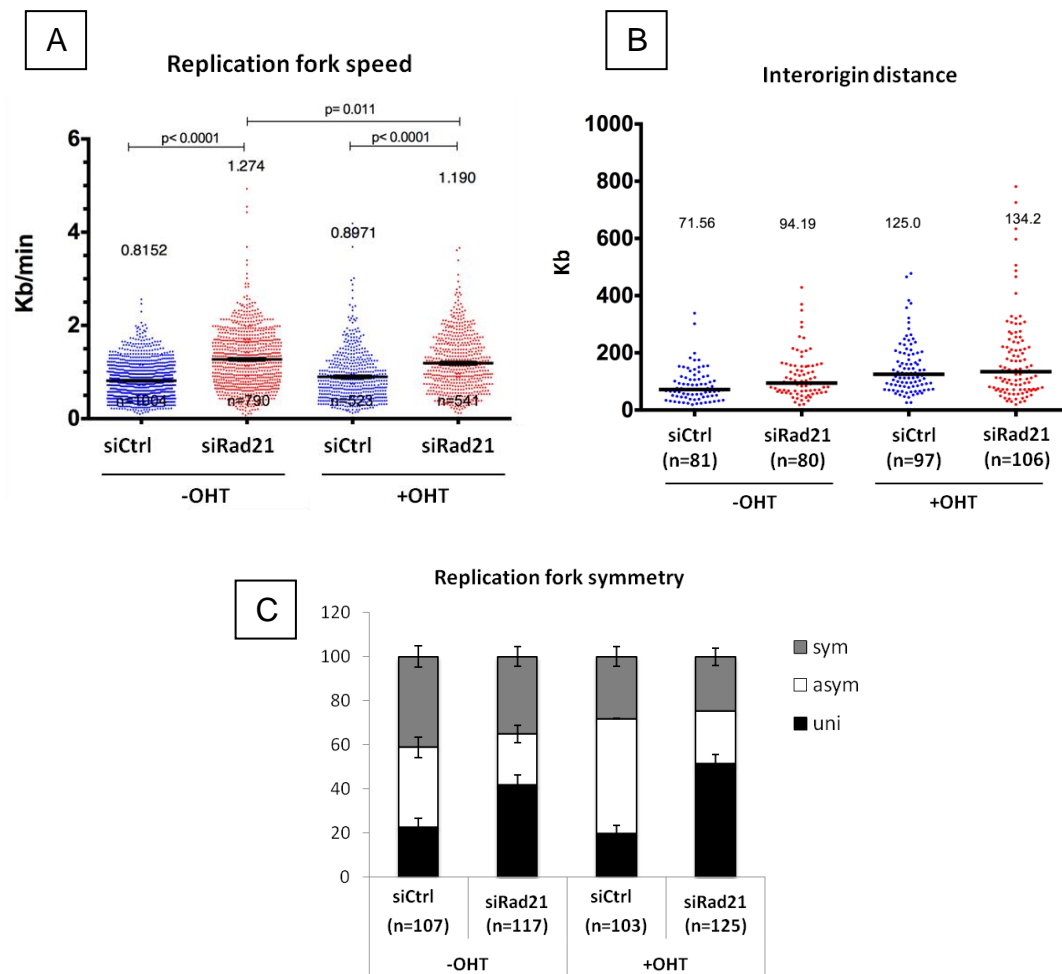 A
Replication fork speed
p= 0.011
p< 0.0001
p< 0.0001
1.274
1.190
0.8152
0.8971
Kb/min
6
4
2
0
n=1004
n=790
n=523
n=541
siCtrl
siRad21
siCtrl
siRad21
-OHT
+OHT
B
Interorigin distance
Kb
1000
800
600
400
200
0
71.56
94.19
125.0
134.2
siCtrl
(n=81)
siRad21
(n=80)
siCtrl
(n=97)
siRad21
(n=106)
-OHT
+OHT
C
Replication fork symmetry
120
100
80
60
40
20
0
sym
asym
uni
siCtrl
(n=107)
siRad21
(n=117)
siCtrl
(n=103)
siRad21
(n=125)
-OHT
+OHT